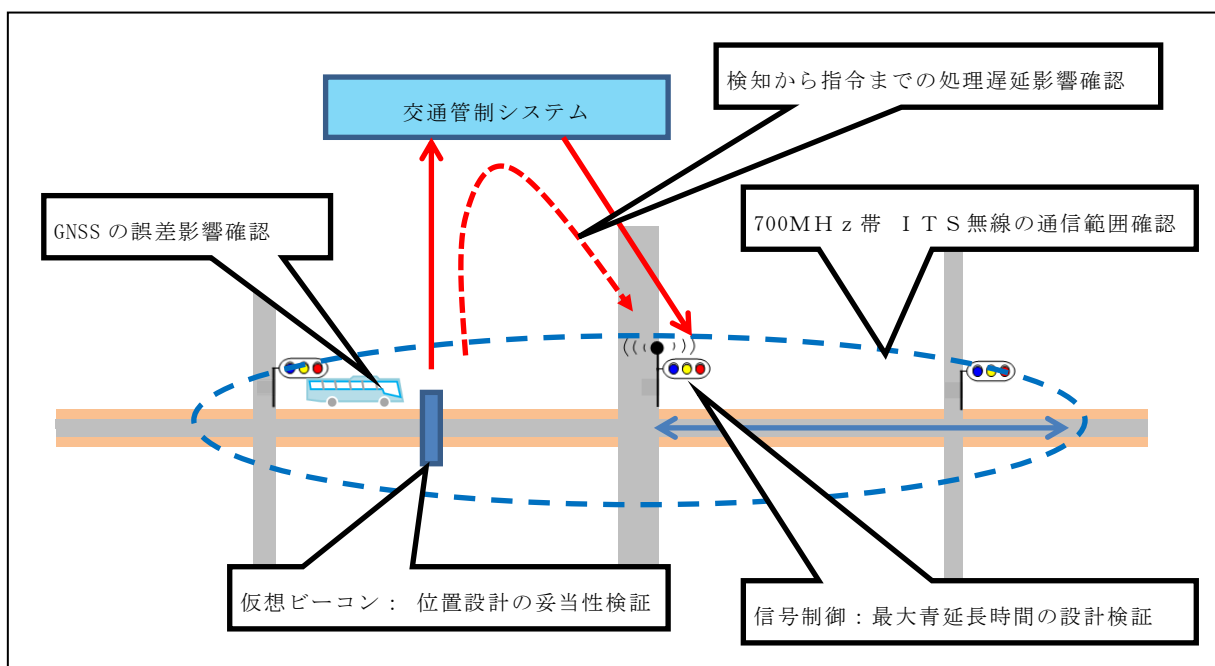 検知から指令までの処理遅延影響確認
交通管制システム
GNSS の誤差影響確認
700MHz帯 ITS無線の通信範囲確認
仮想ビーコン： 位置設計の妥当性検証
信号制御：最大青延長時間の設計検証